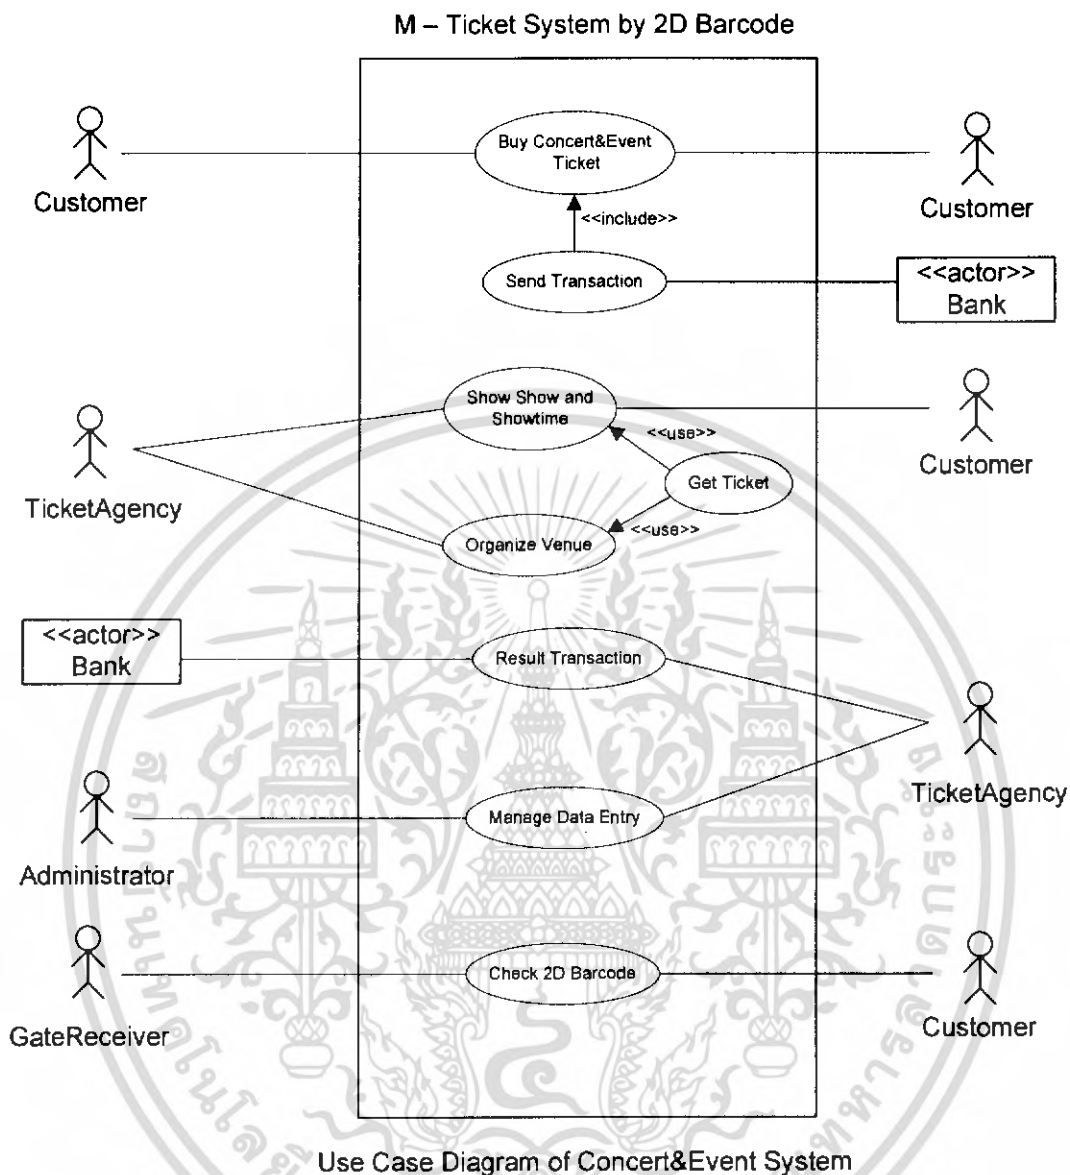 M – Ticket System by 2D Barcode
Customer
Buy Concert&Event
Ticket
Customer
<<include>>
Send Transaction
<<actor>>
Bank
TicketAgency
Show Show and
Showtime
Customer
<<use>>
Get Ticket
<<use>>
Organize Venue
<<actor>>
Bank
Result Transaction
TicketAgency
Administrator
Manage Data Entry
GateReceiver
Check 2D Barcode
Customer
Use Case Diagram of Concert&Event System